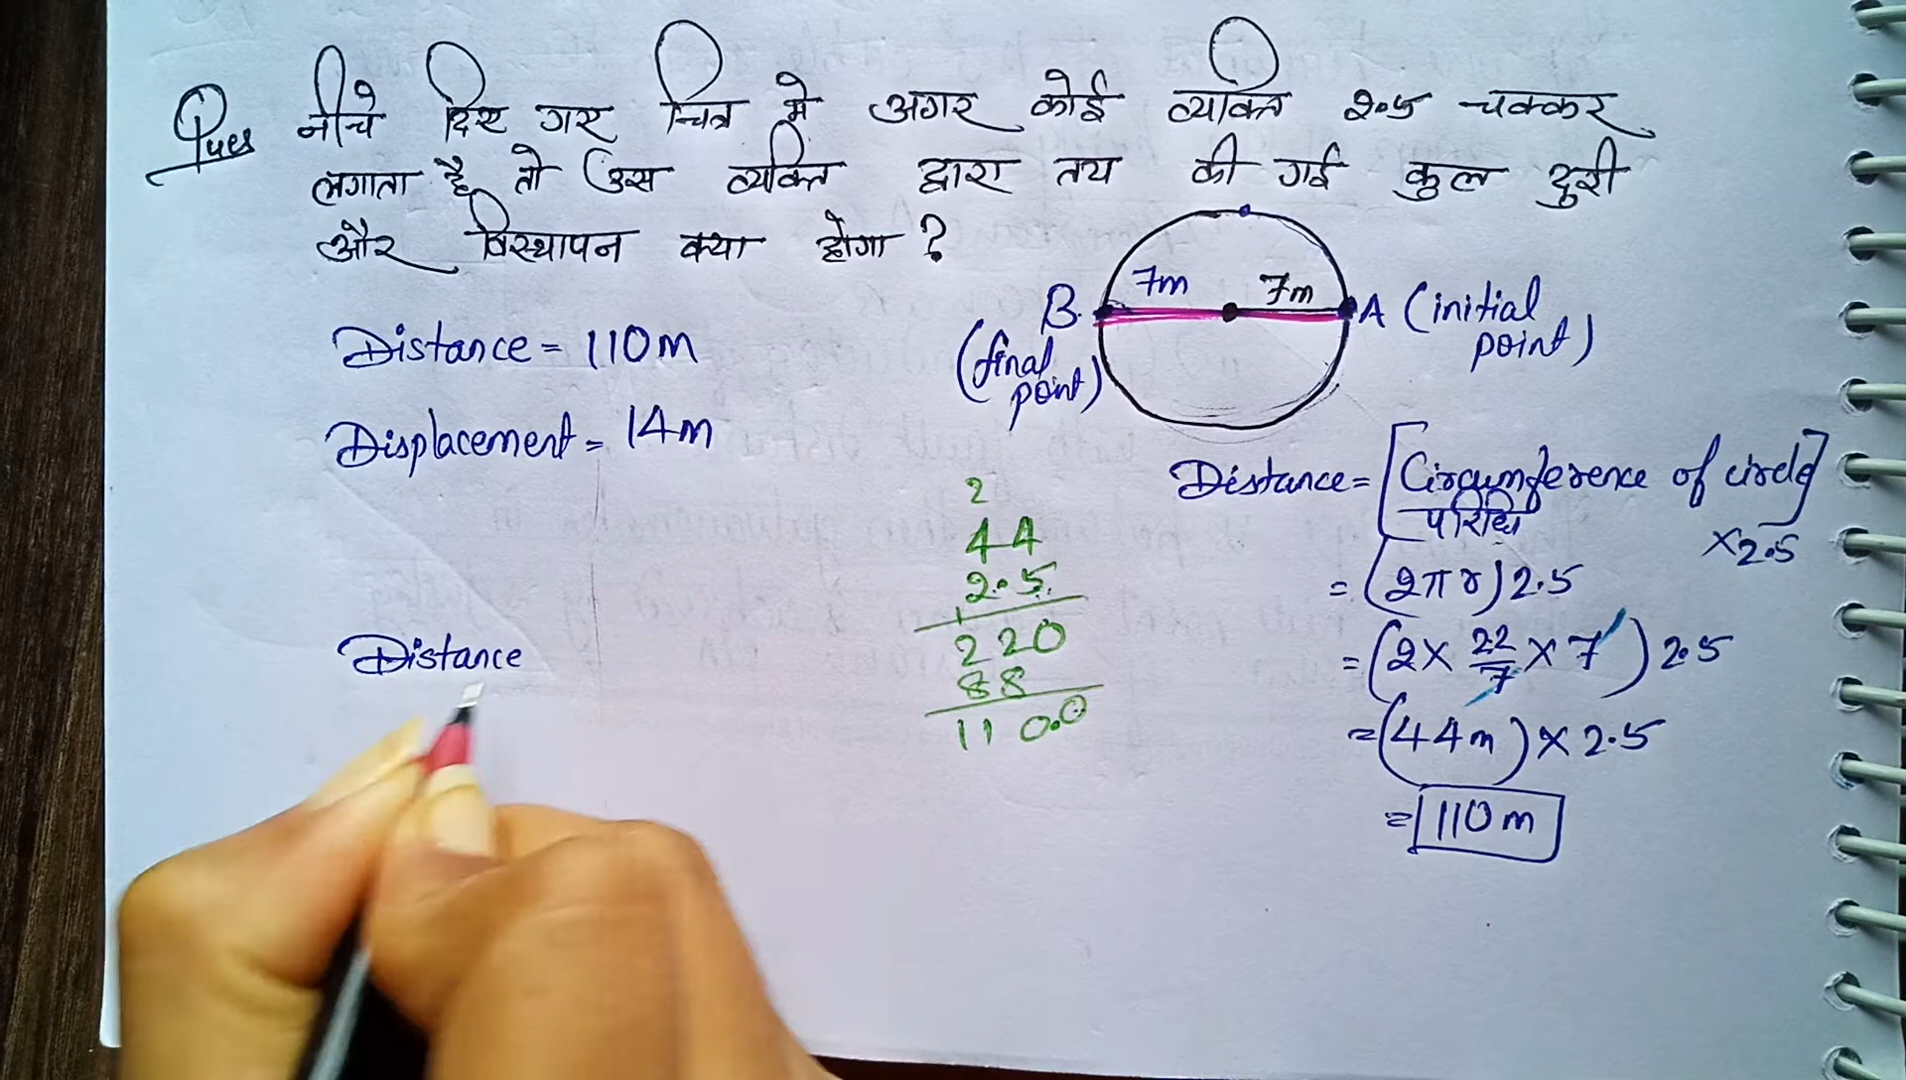 Ques नीचे दिए गए चित्र मे अगर कोई व्यक्ति 2.5 चक्कर
लगाता है तो उस व्यक्ति द्वारा तय की गई कुल दुरी
और विस्थापन क्या होगा ?
7m 7m
B A (initial
point)
(final
point)
Distance = 110m
Displacement = 14m
2
44
2.5
1
220
88
110.0
Distance = [Circumference of circle]
परिधि
×2.5
= (2πr) 2.5
= (2 × 22/7 × 7) 2.5
= (44m) × 2.5
= 110m
Distance